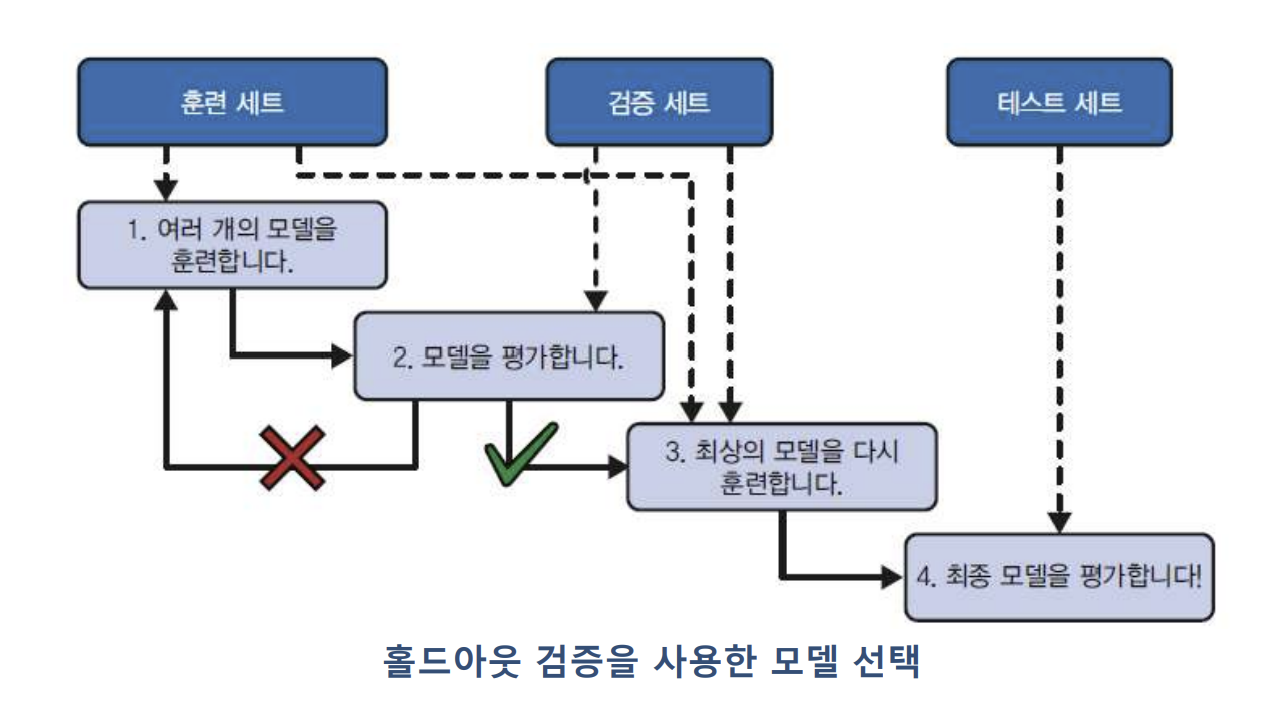 훈련 세트
검증 세트
테스트 세트
1. 여러 개의 모델을
훈련합니다.
2. 모델을 평가합니다.
3. 최상의 모델을 다시
훈련합니다.
4. 최종 모델을 평가합니다!
홀드아웃 검증을 사용한 모델 선택